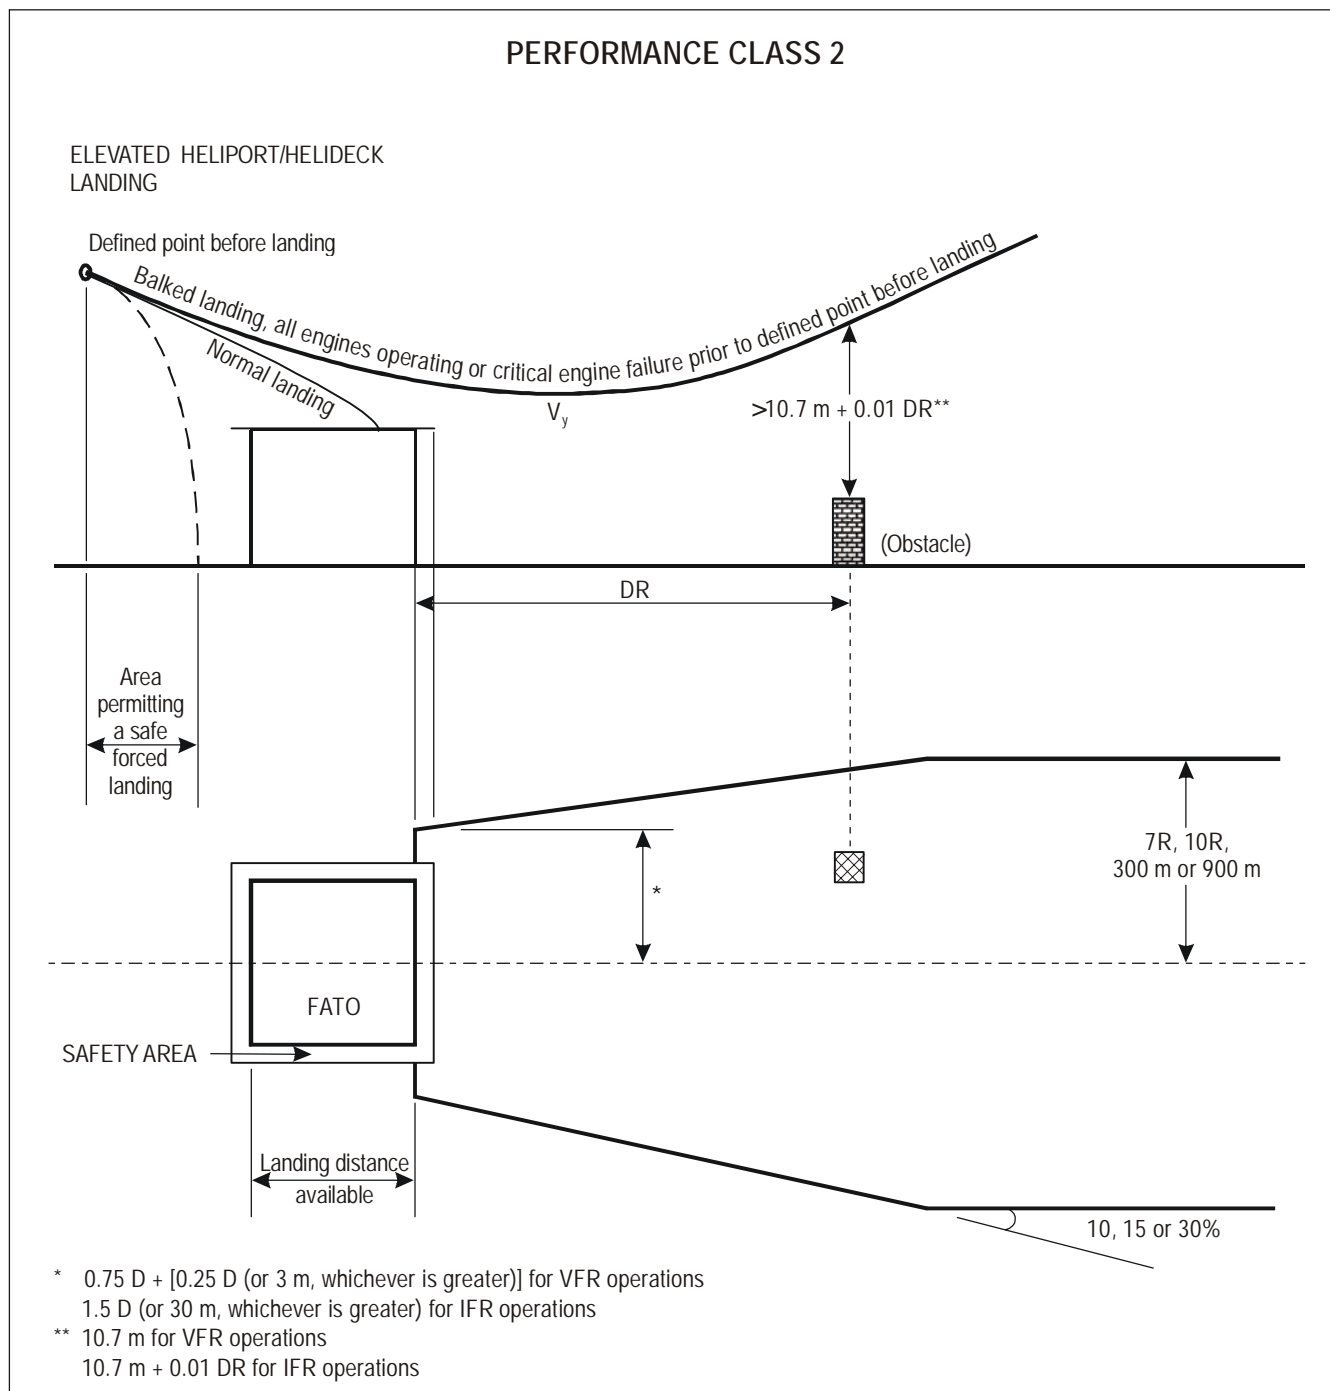 PERFORMANCE CLASS 2
ELEVATED HELIPORT/HELIDECK
LANDING
Defined point before landing
Balked landing, all engines operating or critical engine failure prior to defined point before landing
Normal landing
Vy
>10.7 m + 0.01 DR**
(Obstacle)
DR
Area
permitting
a safe
forced
landing
7R, 10R,
300 m or 900 m
*
FATO
SAFETY AREA
Landing distance
available
10, 15 or 30%
* 0.75 D + [0.25 D (or 3 m, whichever is greater)] for VFR operations
1.5 D (or 30 m, whichever is greater) for IFR operations
** 10.7 m for VFR operations
10.7 m + 0.01 DR for IFR operations